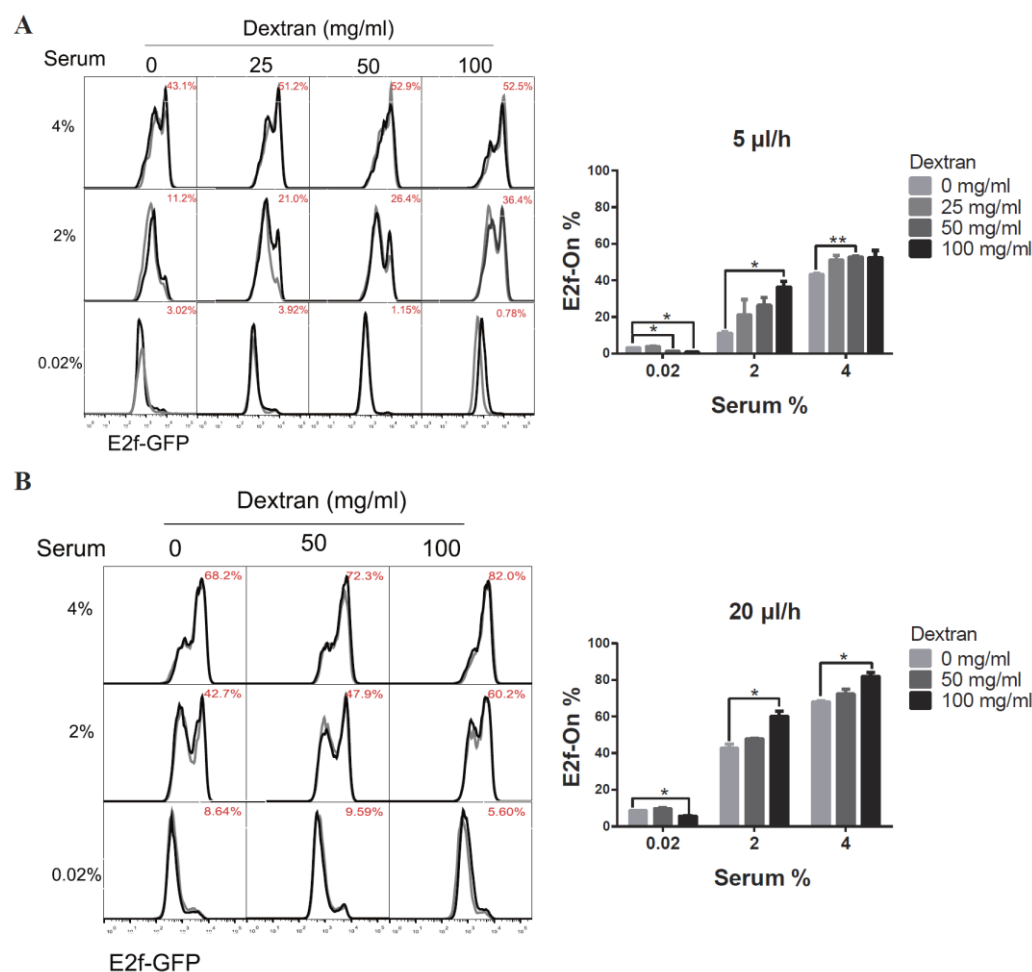 A
Dextran (mg/ml)
Serum
0 25 50 100
4% 43.1% 51.2% 52.9% 52.5%
2% 11.2% 21.0% 26.4% 36.4%
0.02% 3.02% 3.92% 1.15% 0.78%
E2f-GFP
5 µl/h
E2f-On %
100
80
60
40
20
0
* * * **
0.02 2 4
Serum %
Dextran
0 mg/ml
25 mg/ml
50 mg/ml
100 mg/ml
B
Dextran (mg/ml)
Serum 0 50 100
4% 68.2% 72.3% 82.0%
2% 42.7% 47.9% 60.2%
0.02% 8.64% 9.59% 5.60%
E2f-GFP
20 µl/h
E2f-On %
100
80
60
40
20
0
* * *
0.02 2 4
Serum %
Dextran
0 mg/ml
50 mg/ml
100 mg/ml